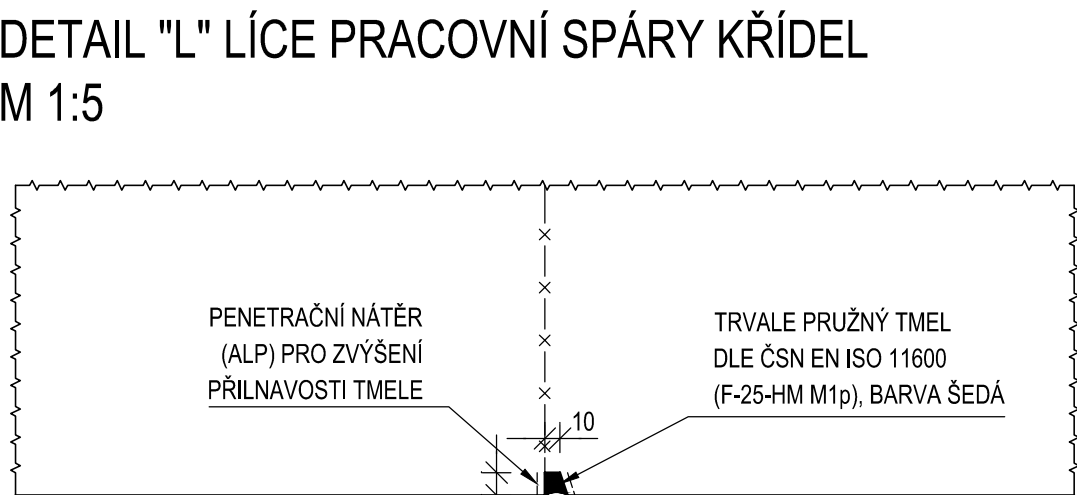 DETAIL "L" LÍCE PRACOVNÍ SPÁRY KŘÍDEL
M 1:5
PENETRAČNÍ NÁTĚR
(ALP) PRO ZVÝŠENÍ
PŘILNAVOSTI TMELE
TRVALE PRUŽNÝ TMEL
DLE ČSN EN ISO 11600
(F-25-HM M1p), BARVA ŠEDÁ
10